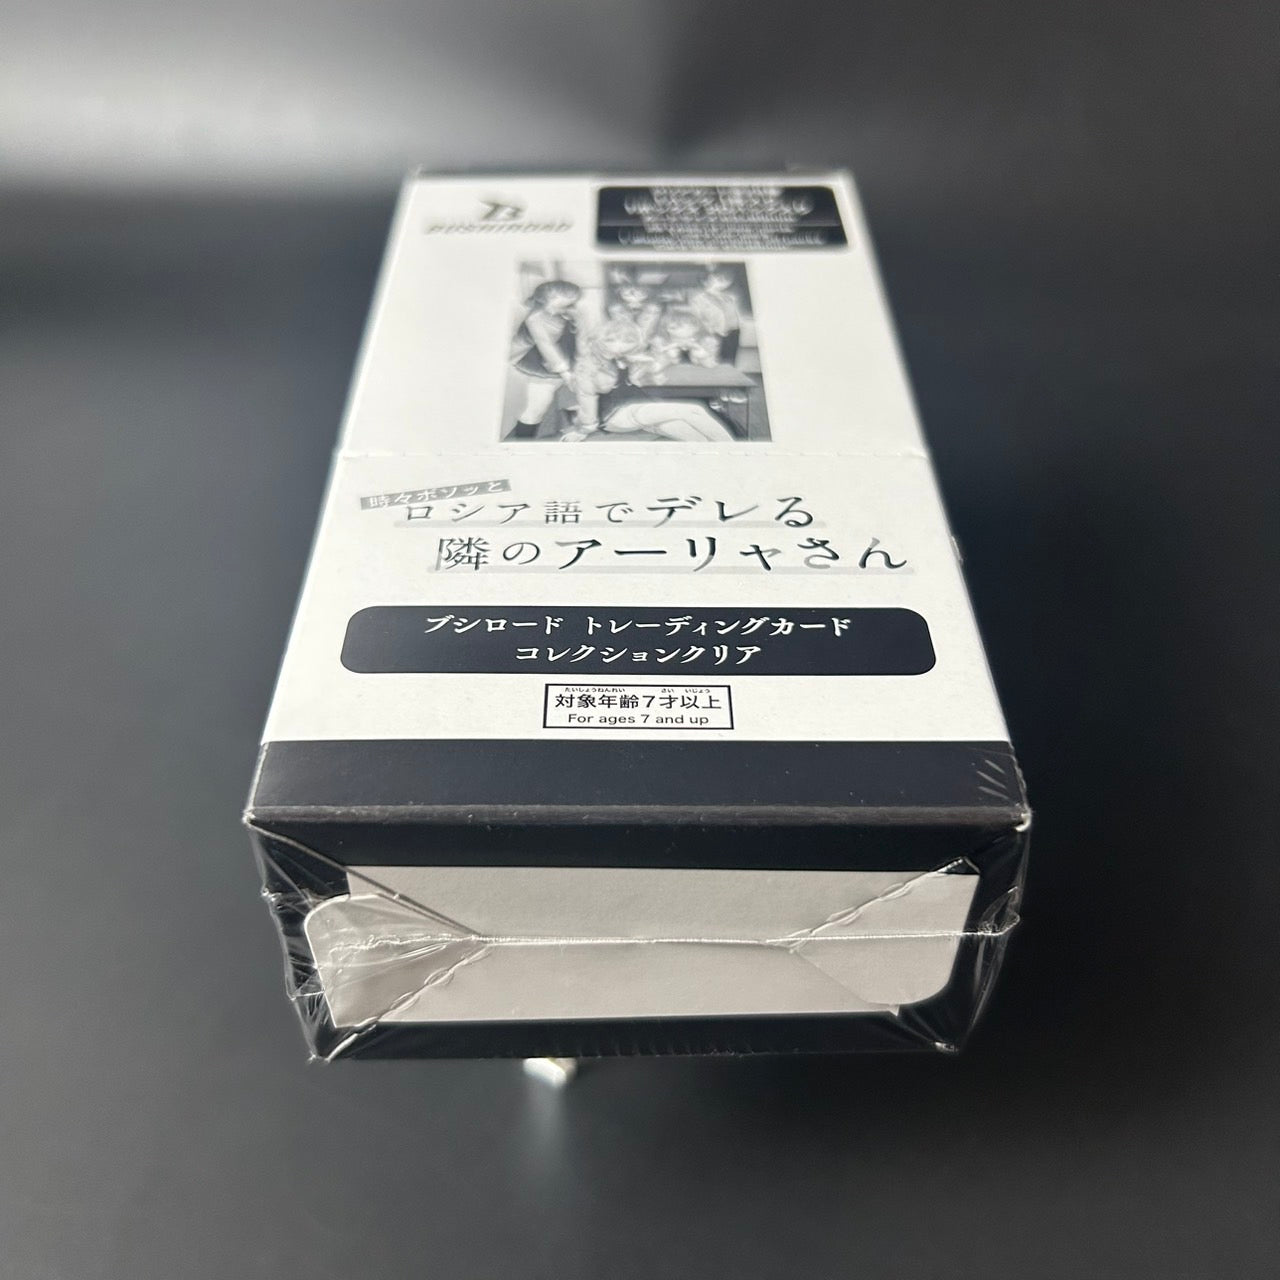 BUSHIROAD
時々ボソッと
ロシア語でデレる
隣のアーリャさん
ブシロード トレーディングカード
コレクションクリア
たいしょうねんれい さい いじょう
対象年齢7才以上
For ages 7 and up